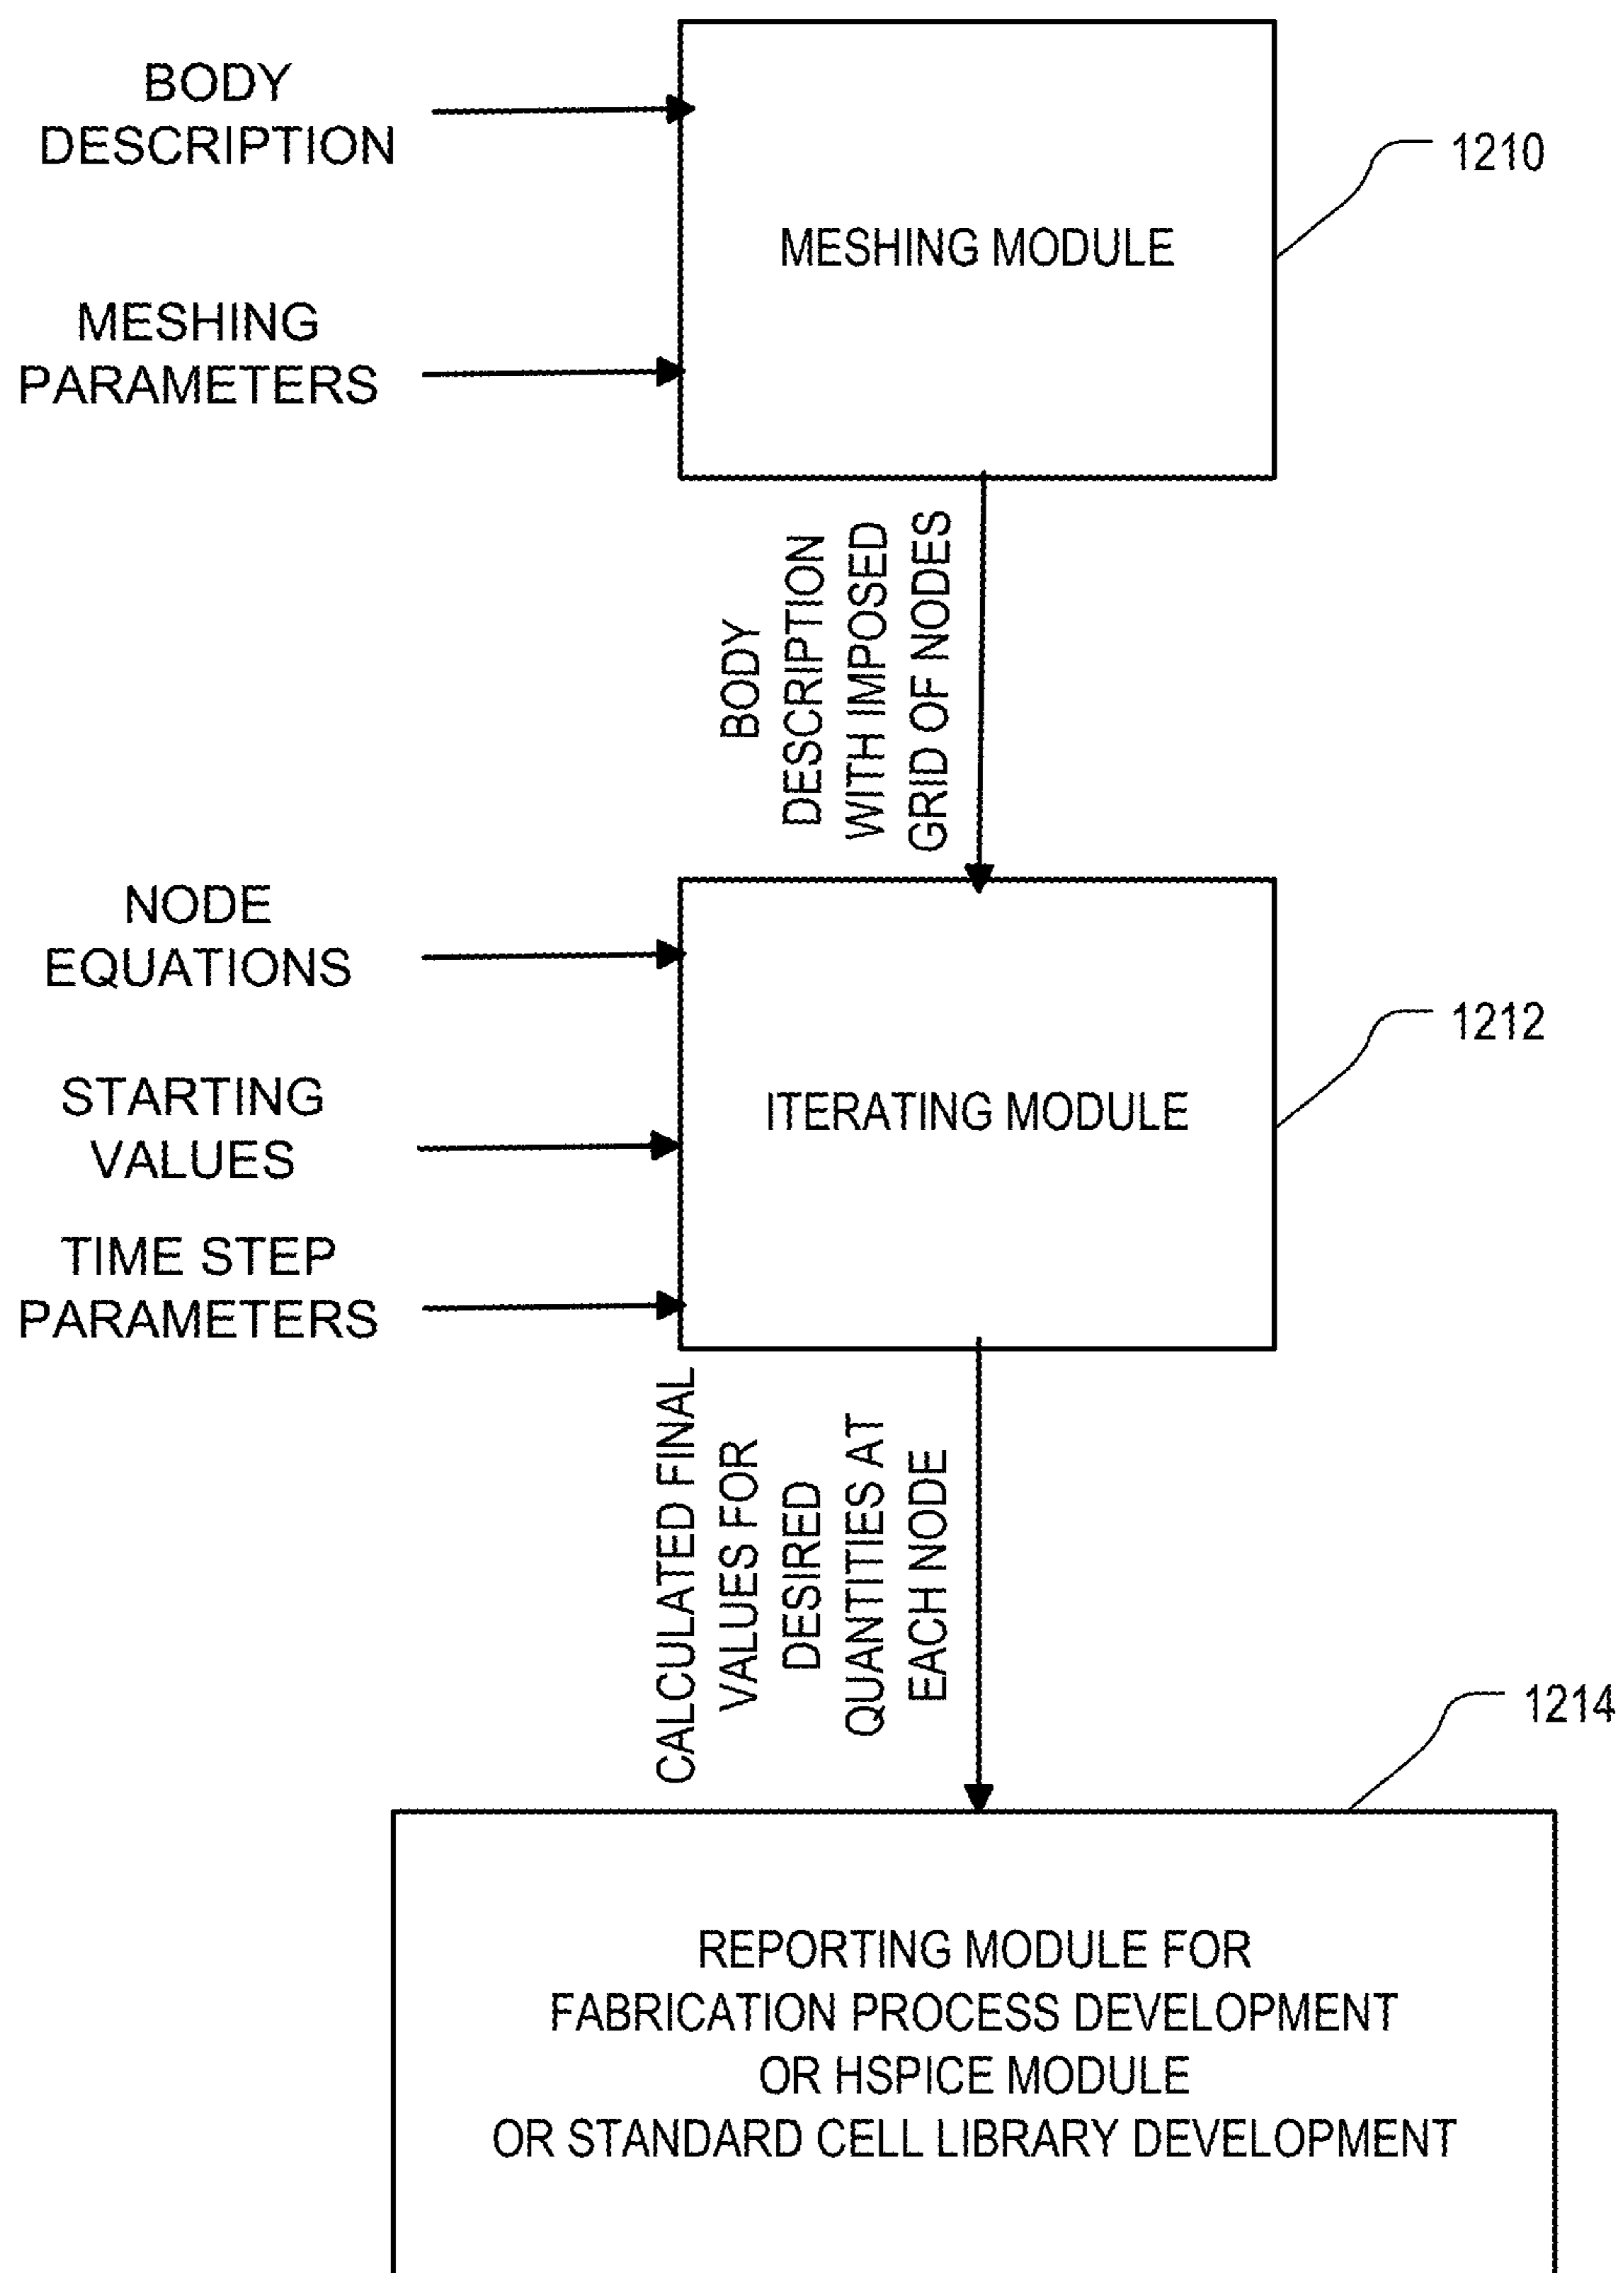 BODY
DESCRIPTION
1210
MESHING MODULE
MESHING
PARAMETERS
BODY
DESCRIPTION
WITH IMPOSED
GRID OF NODES
NODE
EQUATIONS
1212
STARTING
VALUES
ITERATING MODULE
TIME STEP
PARAMETERS
CALCULATED FINAL
VALUES FOR
DESIRED
QUANTITIES AT
EACH NODE
1214
REPORTING MODULE FOR
FABRICATION PROCESS DEVELOPMENT
OR HSPICE MODULE
OR STANDARD CELL LIBRARY DEVELOPMENT